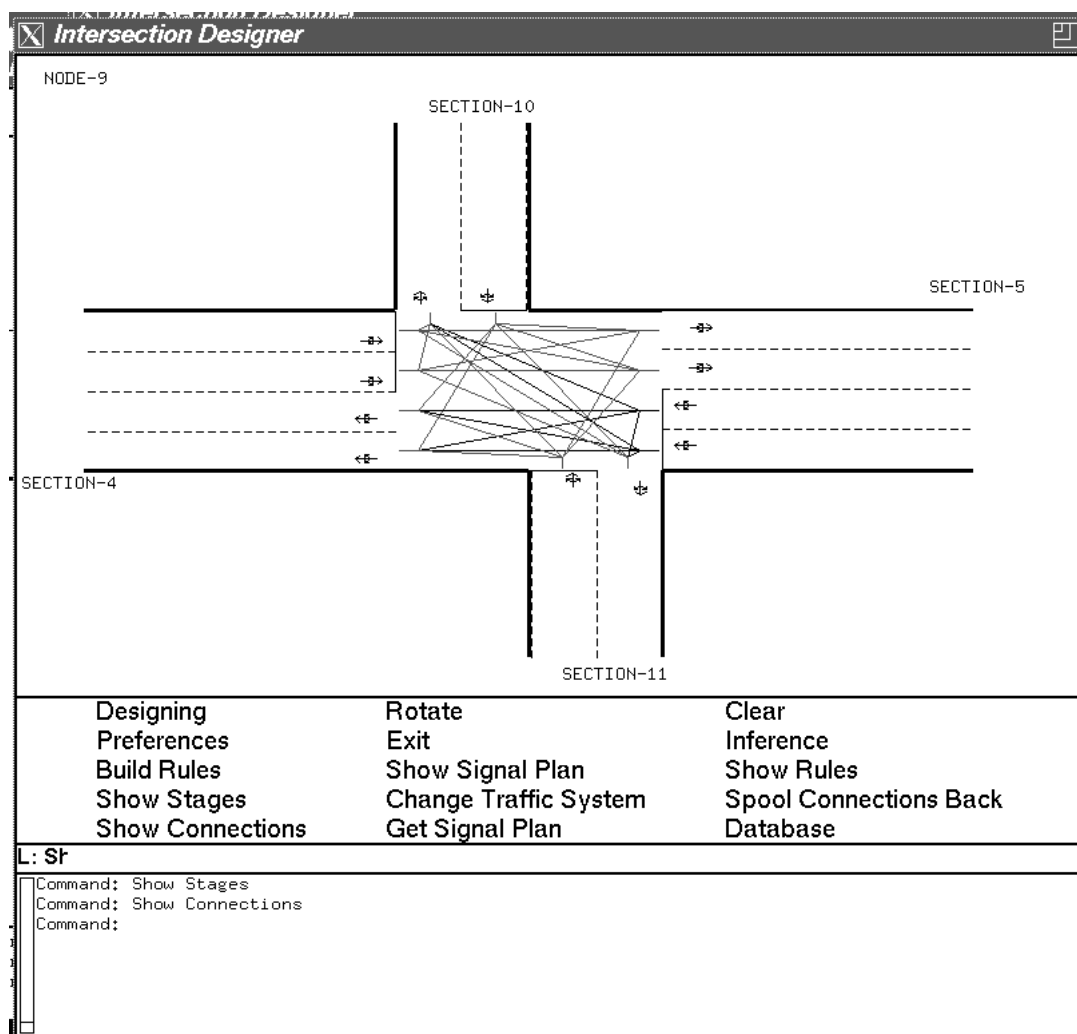 Intersection Designer
Intersection Designer
NODE-9
SECTION-10
SECTION-5
SECTION-4
SECTION-11
Designing Rotate Clear
Preferences Exit Inference
Build Rules Show Signal Plan Show Rules
Show Stages Change Traffic System Spool Connections Back
Show Connections Get Signal Plan Database
L: Sh
Command: Show Stages
Command: Show Connections
Command: